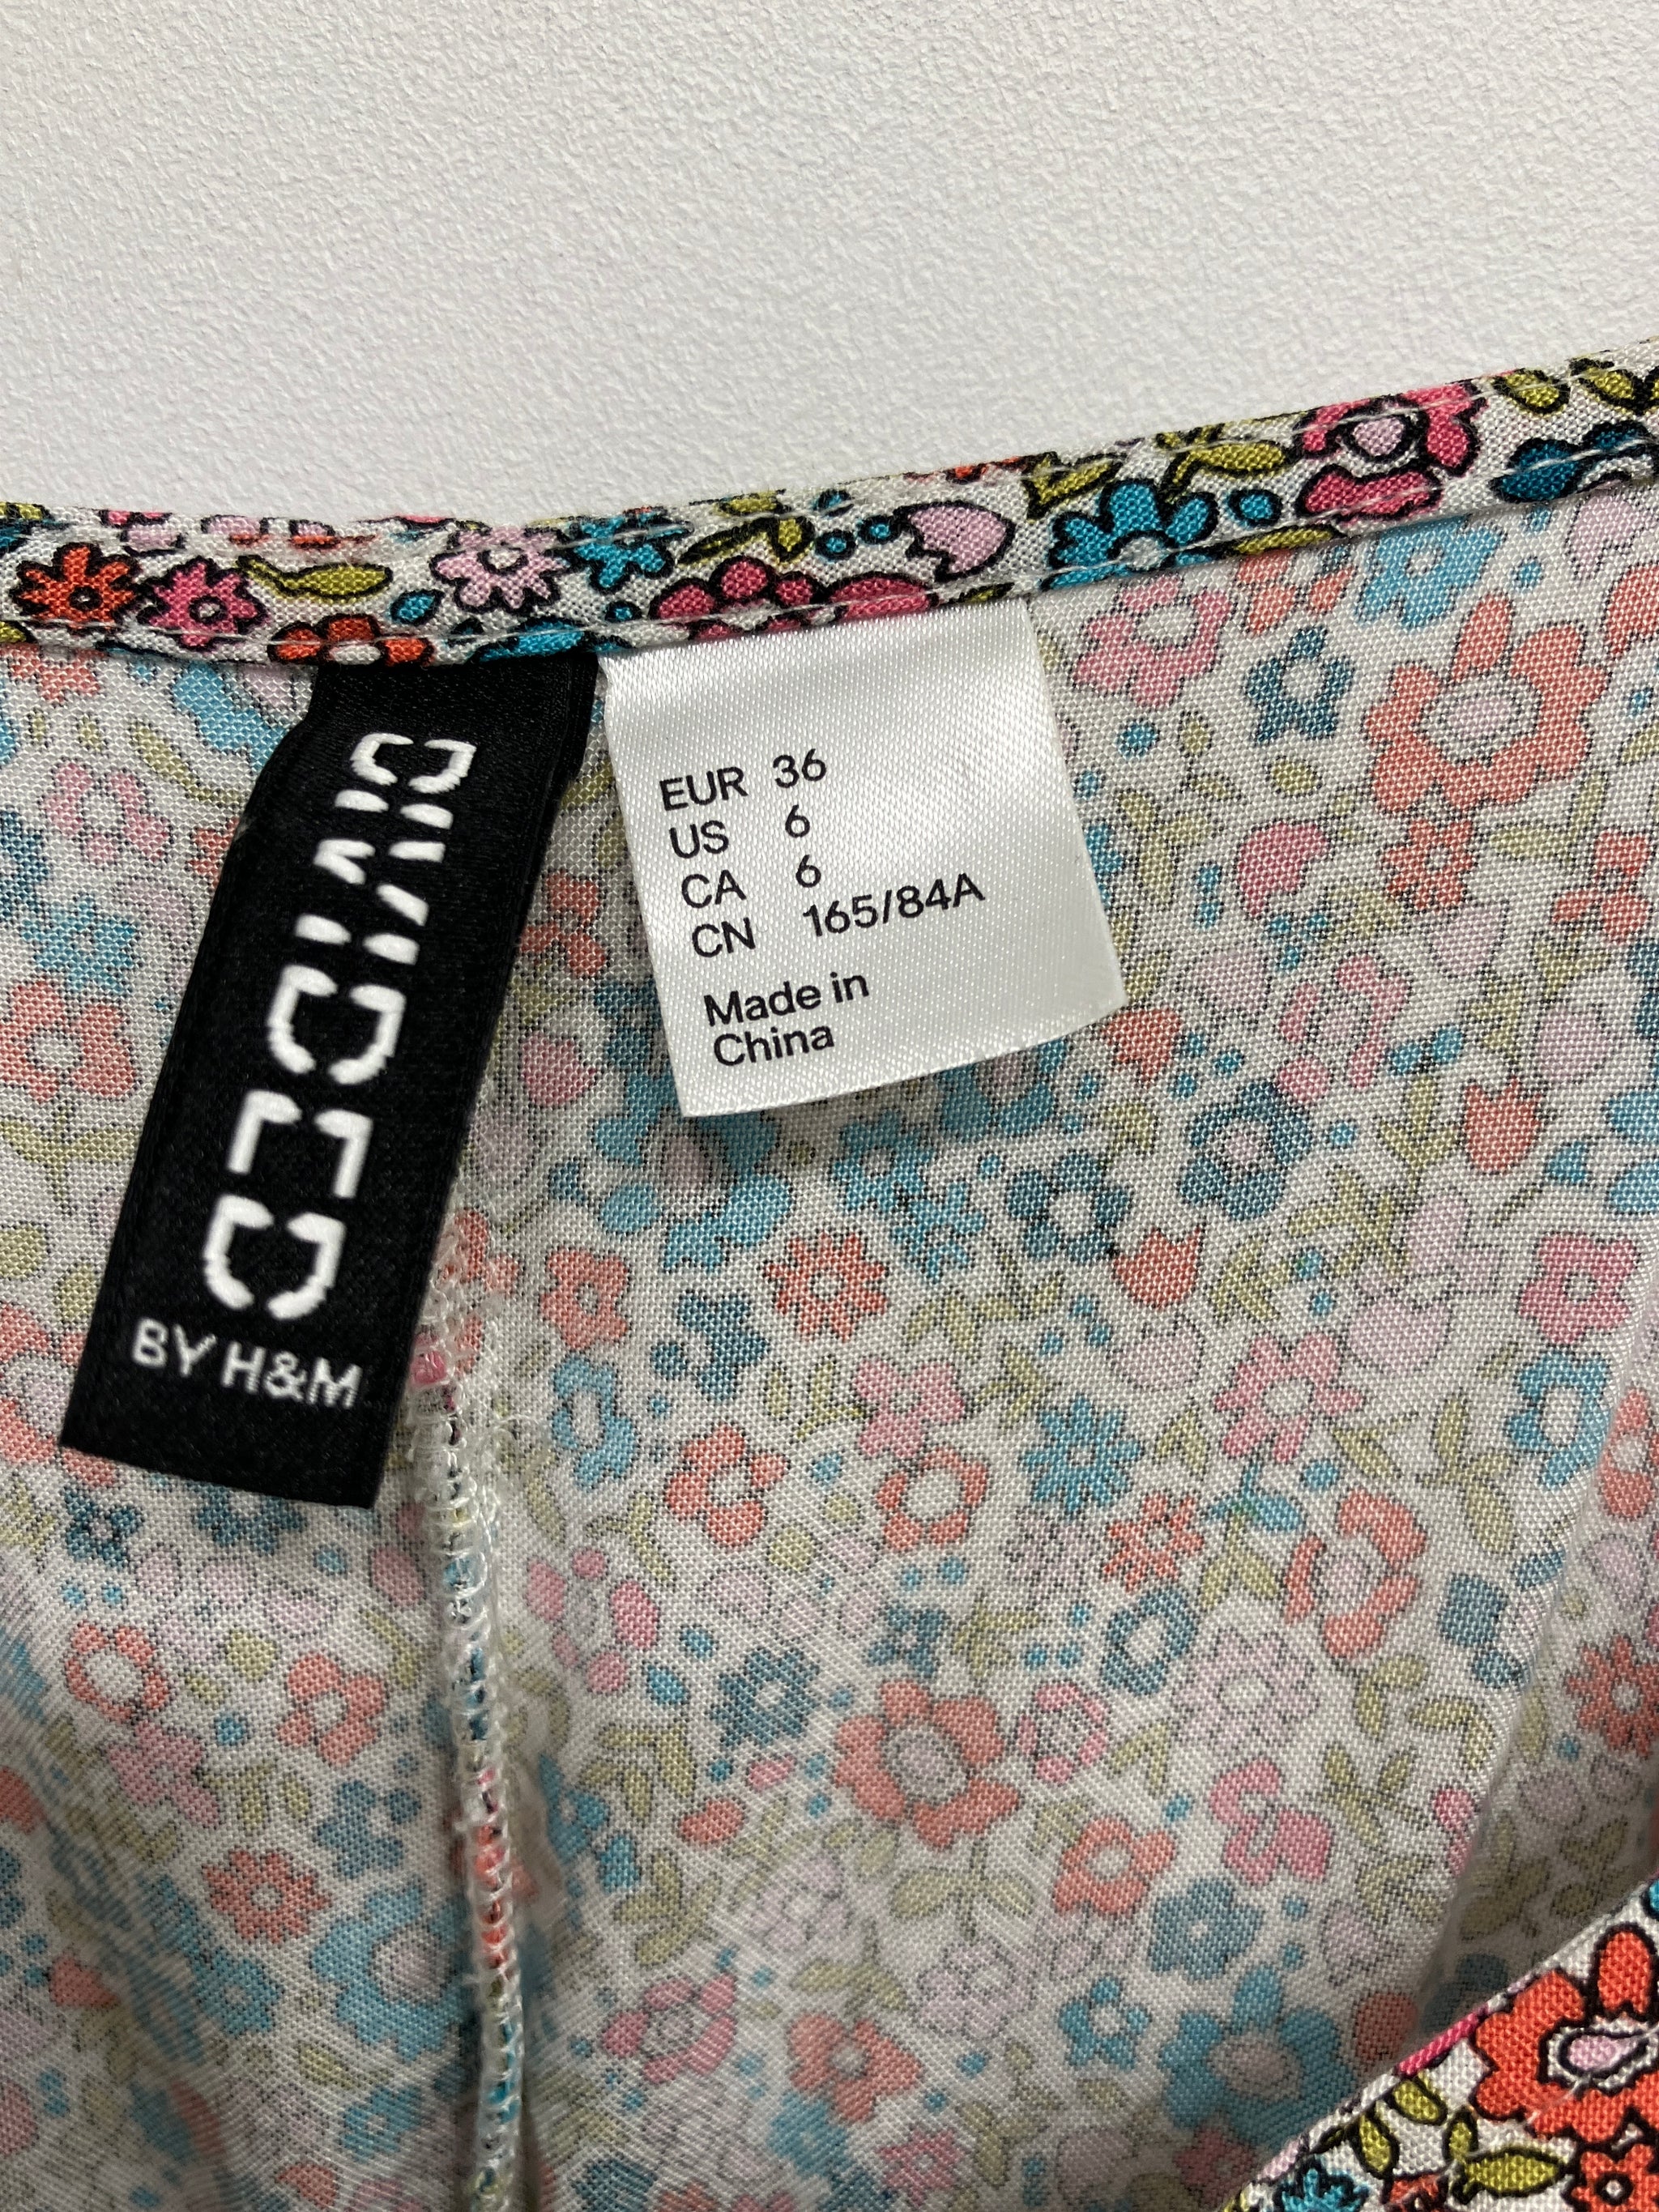 DIVIDED
BY H&M
EUR 36
US 6
CA 6
CN 165/84A
Made in
China